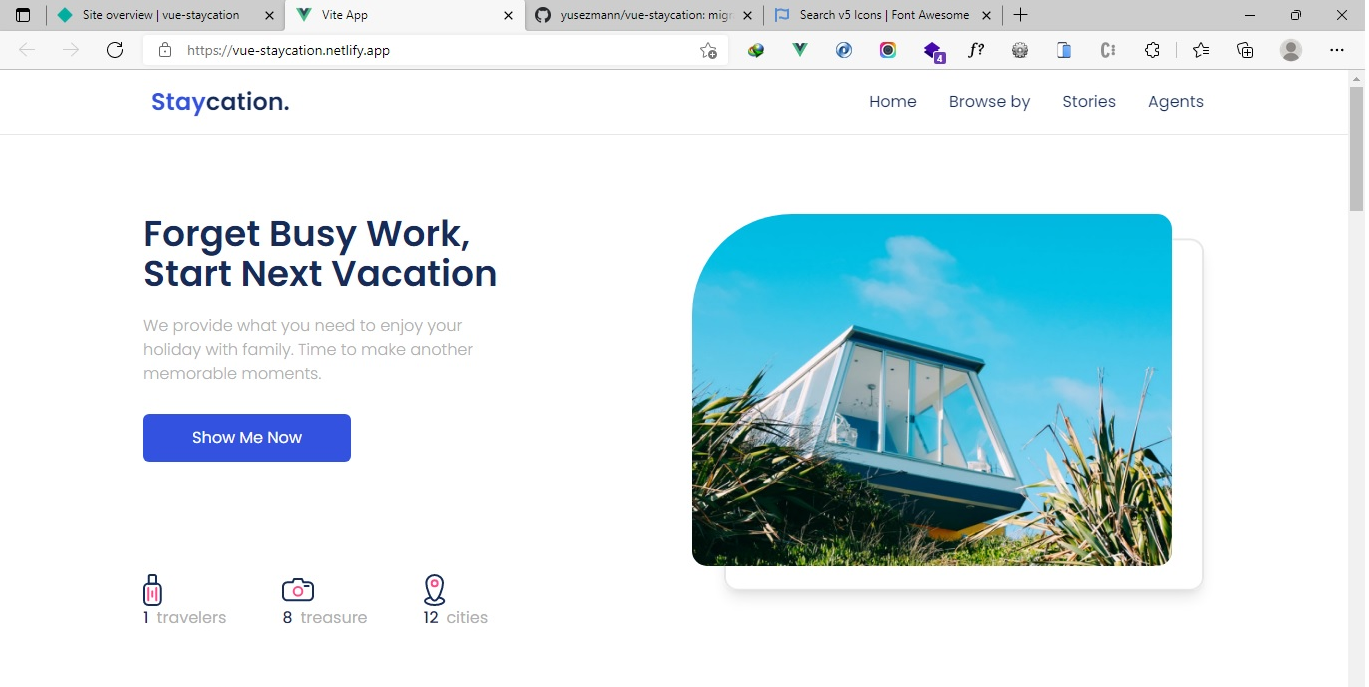 Site overview | vue-staycation
Vite App
yusezmann/vue-staycation: migr
Search v5 Icons | Font Awesome
https://vue-staycation.netlify.app
4
f?
C
Staycation.
Home
Browse by
Stories
Agents
Forget Busy Work,
Start Next Vacation
We provide what you need to enjoy your
holiday with family. Time to make another
memorable moments.
Show Me Now
1 travelers
8 treasure
12 cities